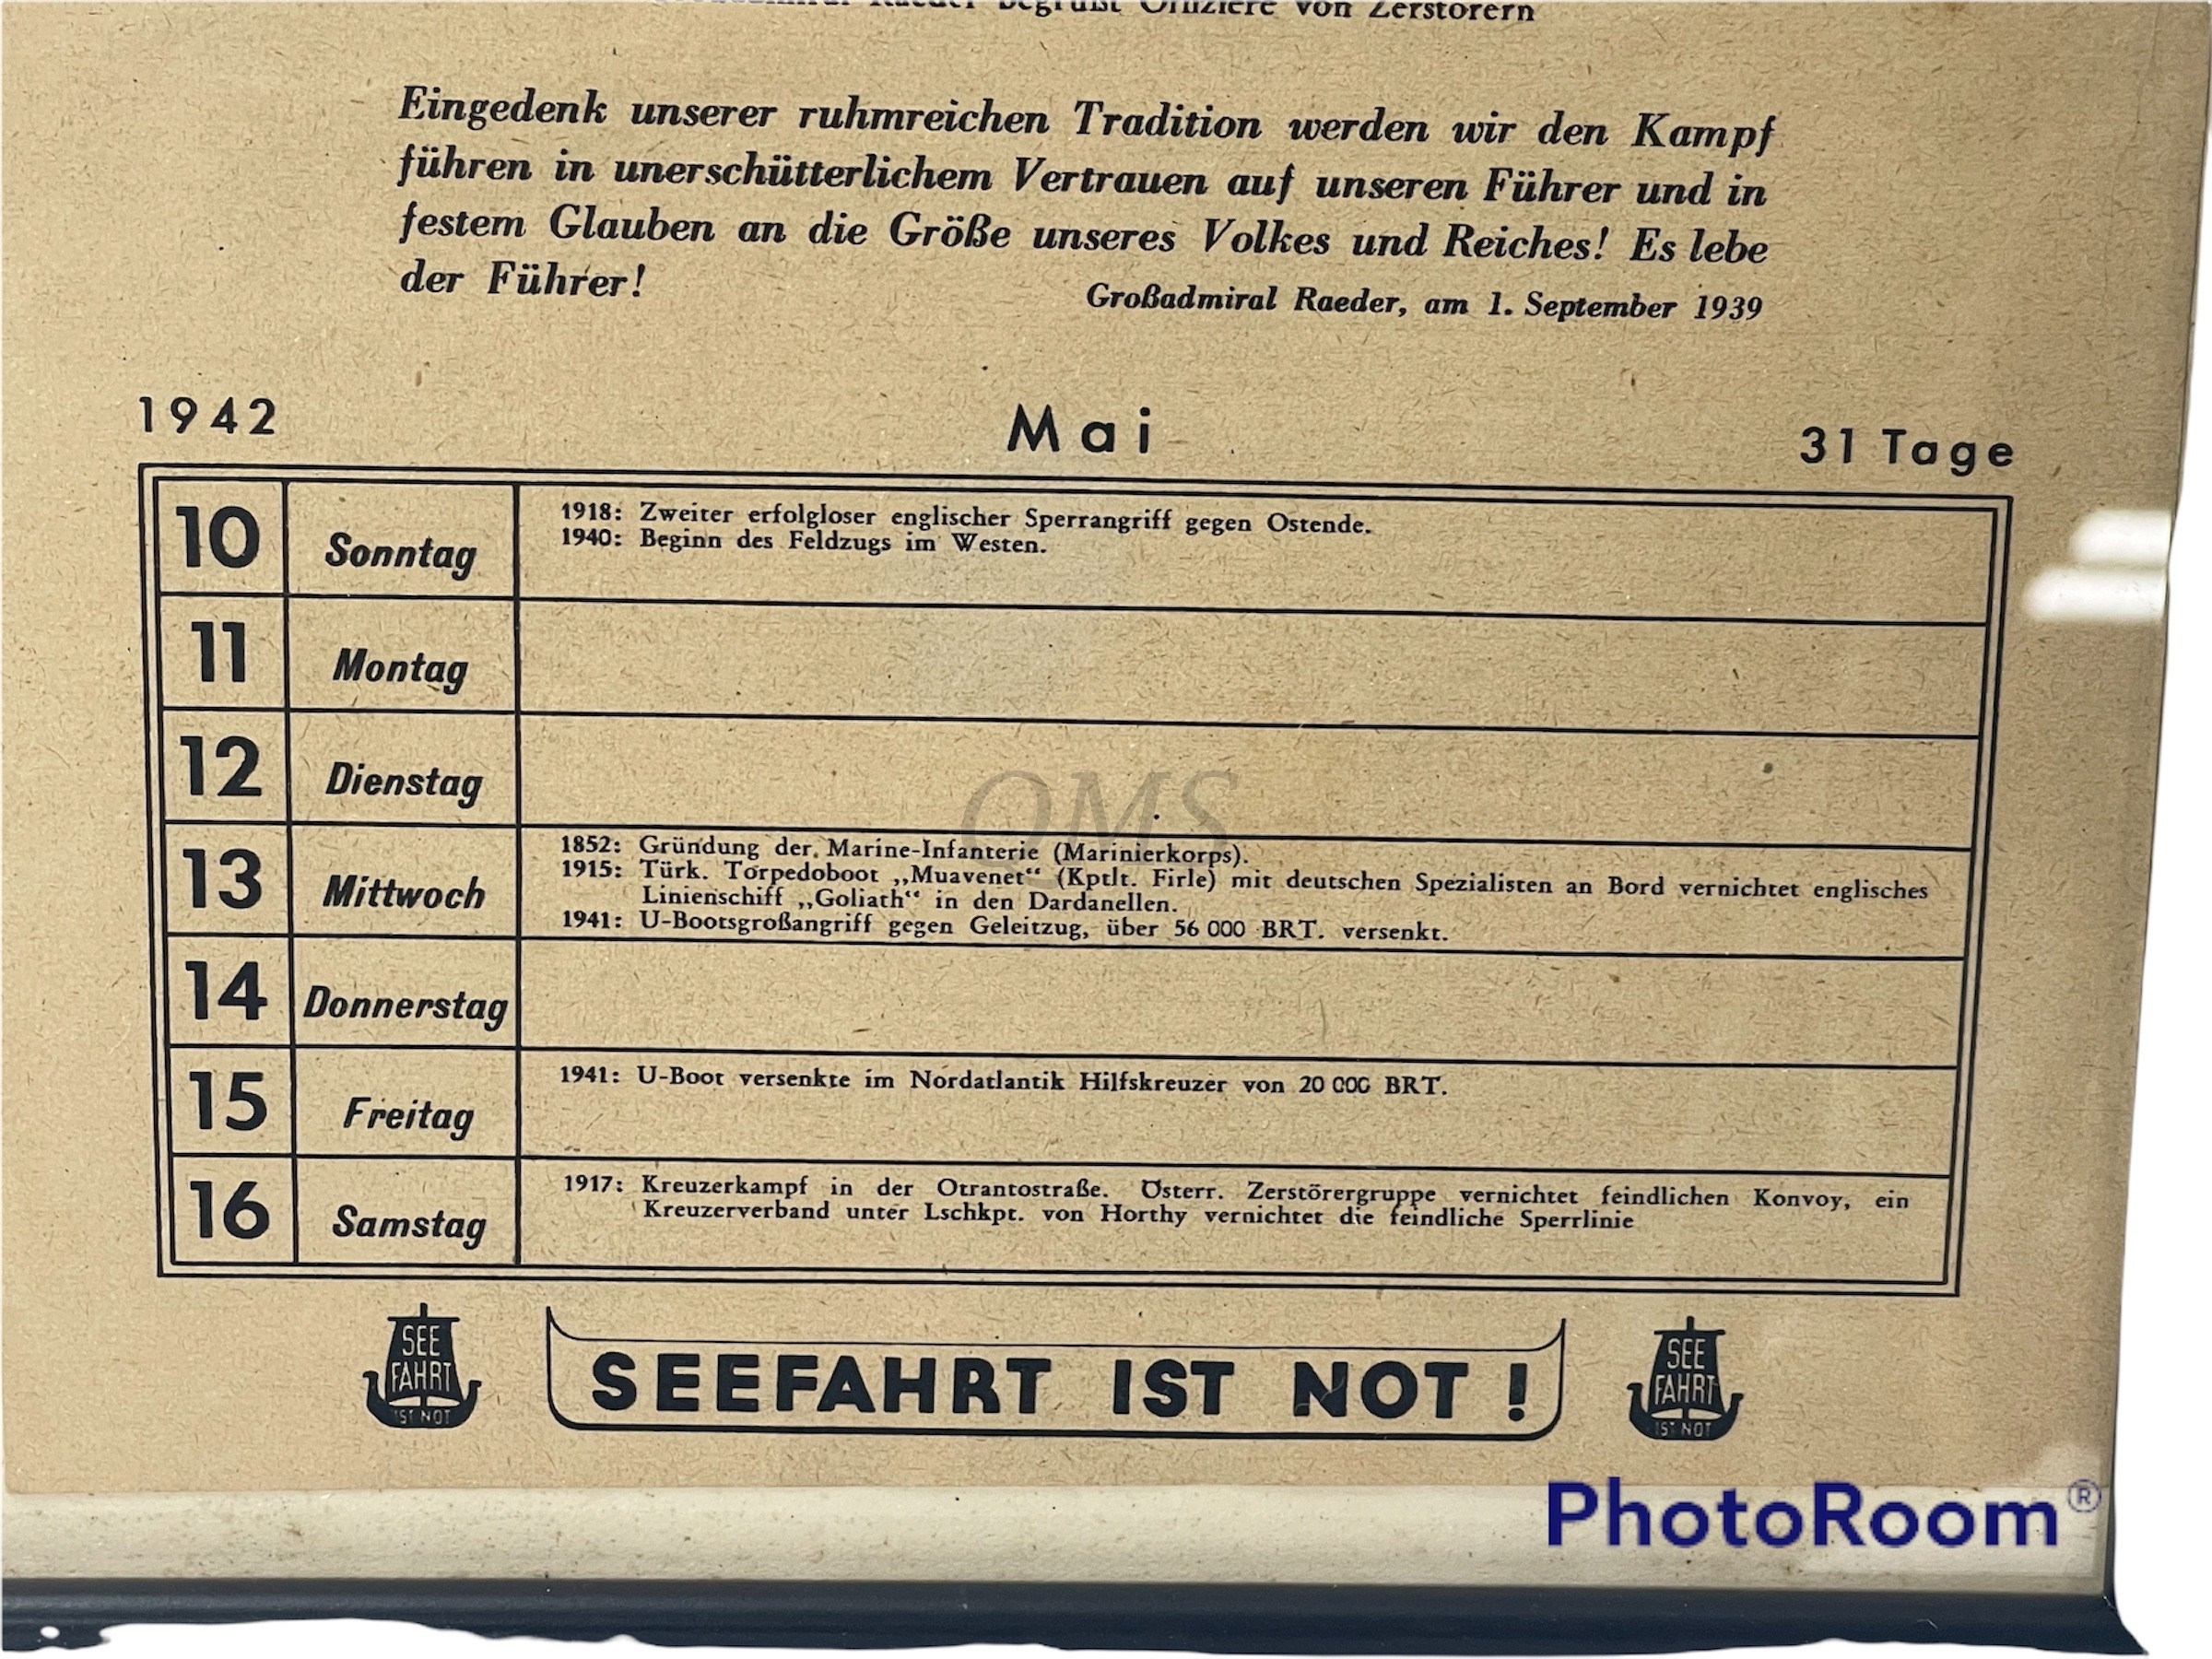 Raeder begrüßt Offiziere von Zerstörern
Eingedenk unserer ruhmreichen Tradition werden wir den Kampf
führen in unerschütterlichem Vertrauen auf unseren Führer und in
festem Glauben an die Größe unseres Volkes und Reiches! Es lebe
der Führer!
Großadmiral Raeder, am 1. September 1939
1942
Mai
31 Tage
10 Sonntag
1918: Zweiter erfolgloser englischer Sperrangriff gegen Ostende.
1940: Beginn des Feldzugs im Westen.
11 Montag
12 Dienstag
OMS
13 Mittwoch
1852: Gründung der Marine-Infanterie (Marinierkorps).
1915: Türk. Torpedoboot „Muavenet“ (Kptlt. Firle) mit deutschen Spezialisten an Bord vernichtet englisches
Linienschiff „Goliath“ in den Dardanellen.
1941: U-Bootsgroßangriff gegen Geleitzug, über 56 000 BRT. versenkt.
14 Donnerstag
15 Freitag
1941: U-Boot versenkte im Nordatlantik Hilfskreuzer von 20 000 BRT.
16 Samstag
1917: Kreuzerkampf in der Otrantostraße. Österr. Zerstörergruppe vernichtet feindlichen Konvoy, ein
Kreuzerverband unter Lschkpt. von Horthy vernichtet die feindliche Sperrlinie
SEE
FAHRT
IST NOT
SEEFAHRT IST NOT!
SEE
FAHRT
IST NOT
PhotoRoom®